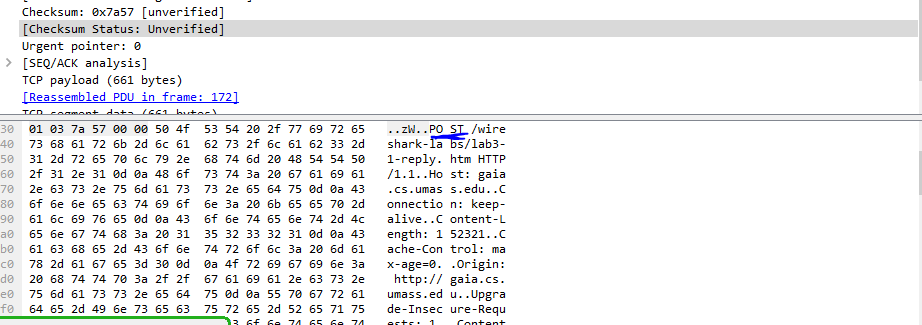 Checksum: 0x7a57 [unverified]
[Checksum Status: Unverified]
Urgent pointer: 0
[SEQ/ACK analysis]
TCP payload (661 bytes)
[Reassembled PDU in frame: 172]
TCP segment data (661 bytes)
30 01 03 7a 57 00 00 50 4f 53 54 20 2f 77 69 72 65 ..zW..PO ST /wire
40 73 68 61 72 6b 2d 6c 61 62 73 2f 6c 61 62 33 2d shark-la bs/lab3-
50 31 2d 72 65 70 6c 79 2e 68 74 6d 20 48 54 54 50 1-reply. htm HTTP
60 2f 31 2e 31 0d 0a 48 6f 73 74 3a 20 67 61 69 61 /1.1..Ho st: gaia
70 2e 63 73 2e 75 6d 61 73 73 2e 65 64 75 0d 0a 43 .cs.umas s.edu..C
80 6f 6e 6e 65 63 74 69 6f 6e 3a 20 6b 65 65 70 2d onnectio n: keep-
90 61 6c 69 76 65 0d 0a 43 6f 6e 74 65 6e 74 2d 4c alive..C ontent-L
a0 65 6e 67 74 68 3a 20 31 35 32 33 32 31 0d 0a 43 ength: 1 52321..C
b0 61 63 68 65 2d 43 6f 6e 74 72 6f 6c 3a 20 6d 61 ache-Con trol: ma
c0 78 2d 61 67 65 3d 30 0d 0a 4f 72 69 67 69 6e 3a x-age=0. .Origin:
d0 20 68 74 74 70 3a 2f 2f 67 61 69 61 2e 63 73 2e http:// gaia.cs.
e0 75 6d 61 73 73 2e 65 64 75 0d 0a 55 70 67 72 61 umass.ed u..Upgra
f0 64 65 2d 49 6e 73 65 63 75 72 65 2d 52 65 71 75 de-Insec ure-Requ
3 6f 6e 74 65 6e 74 ests: 1. .Content